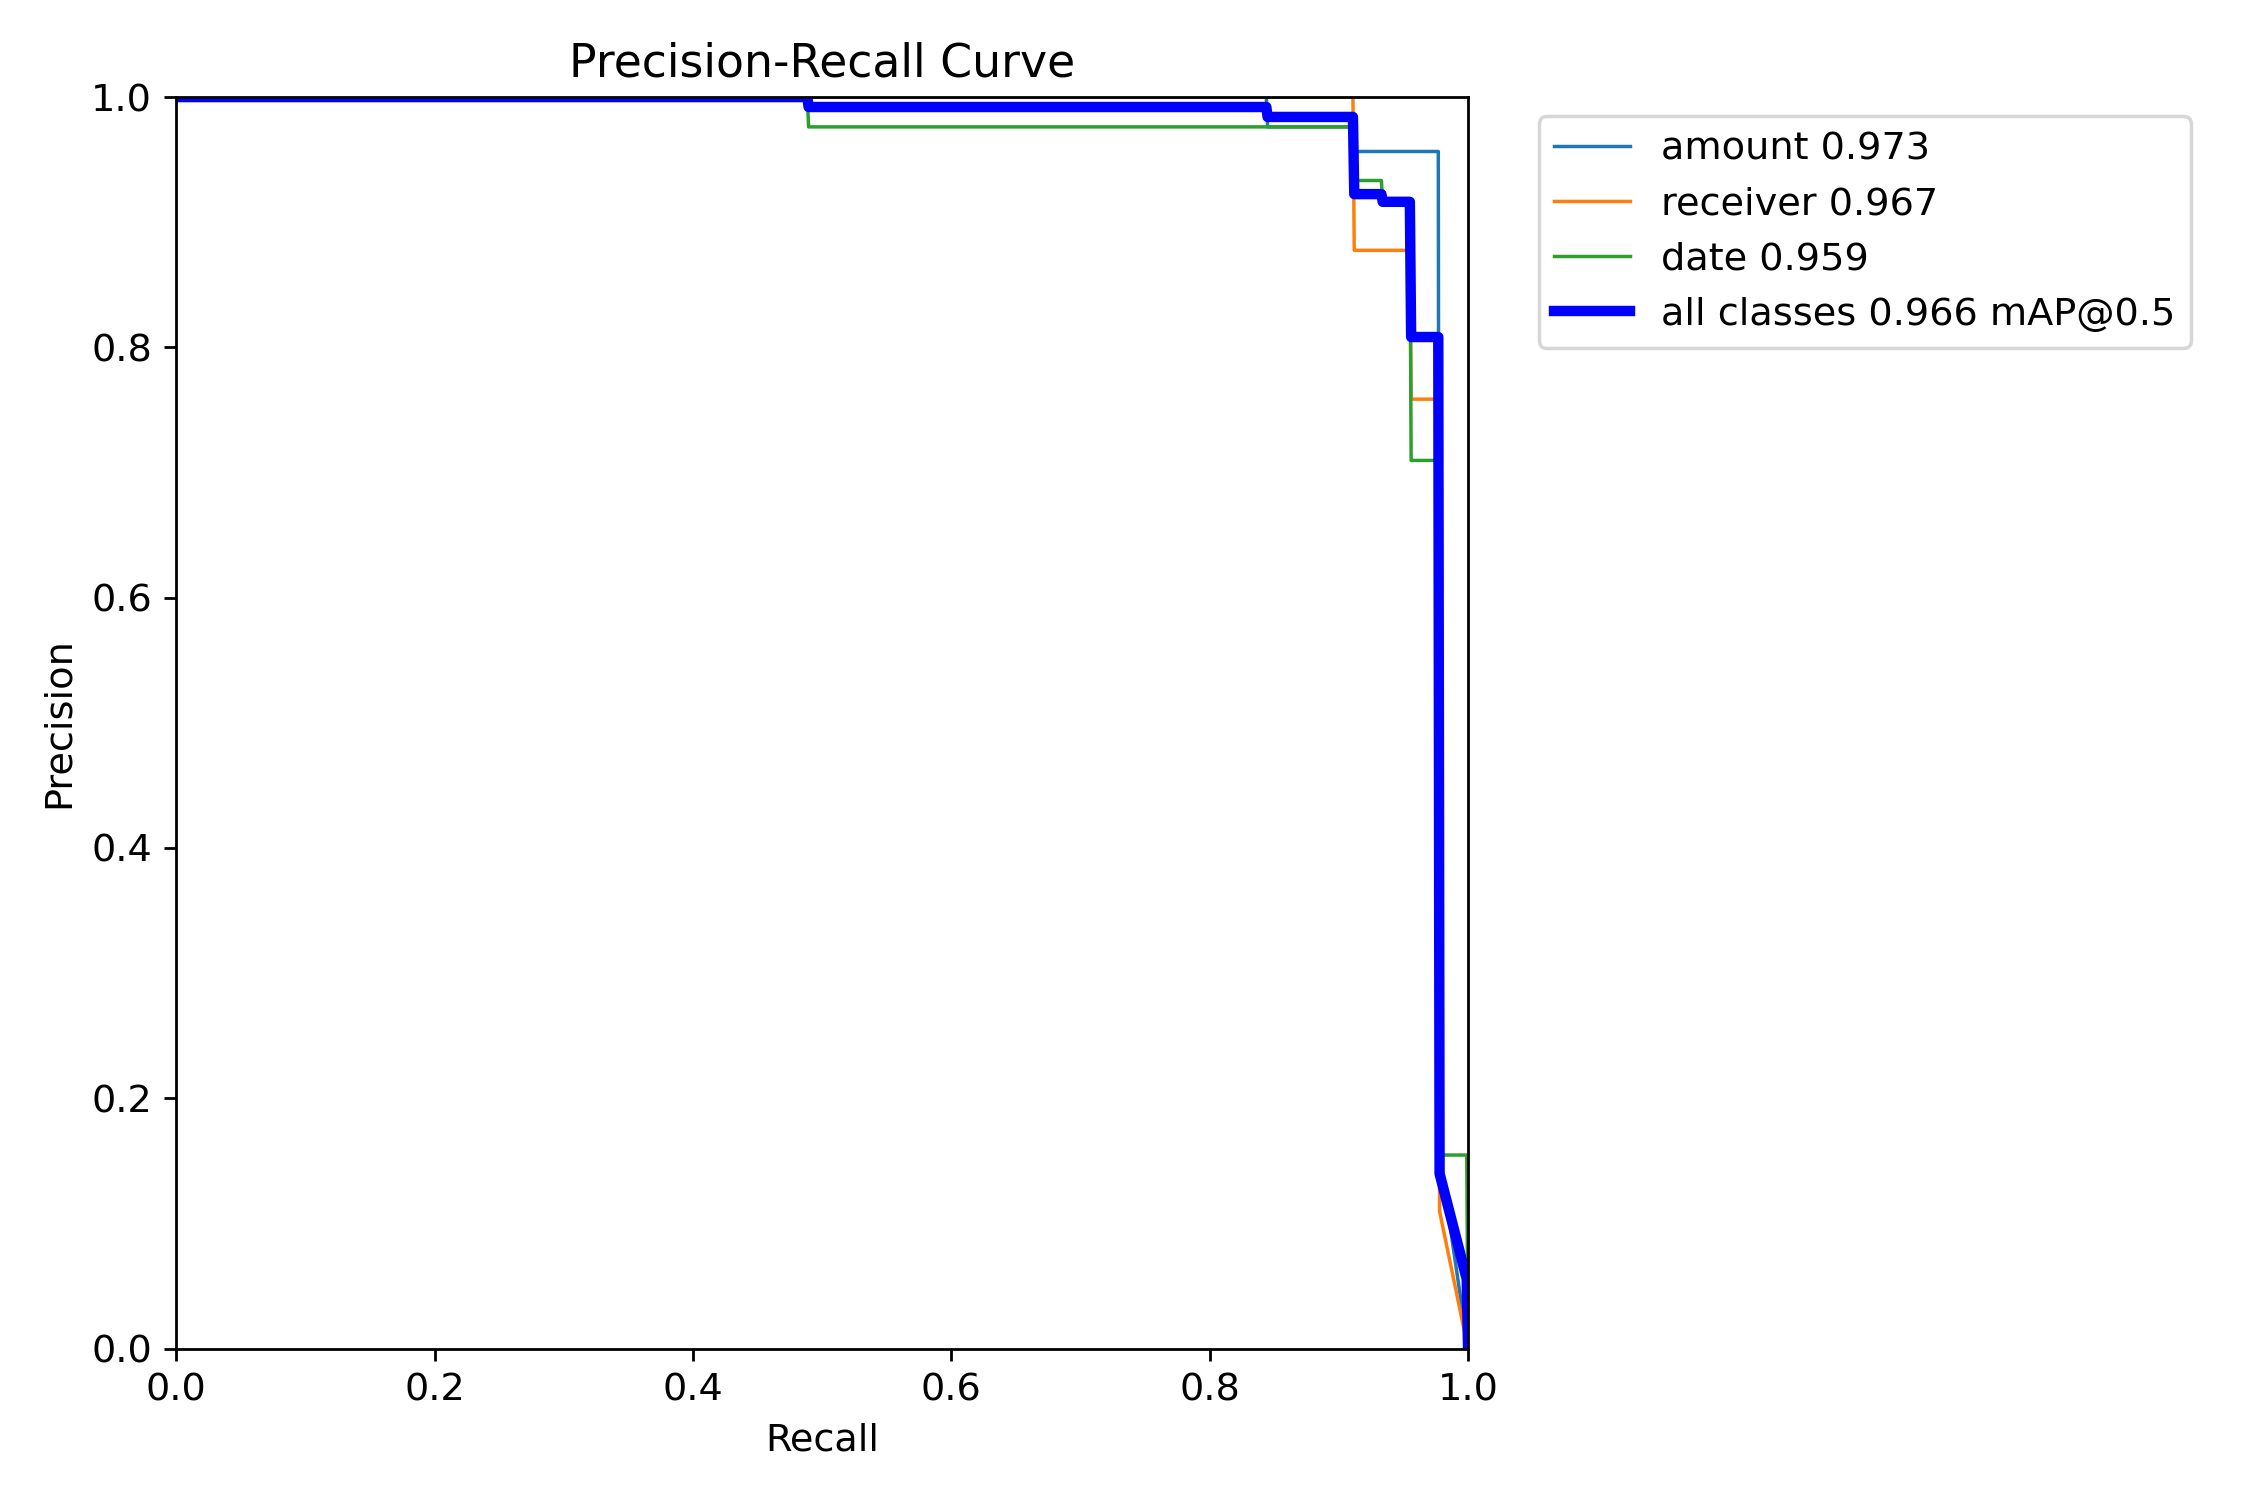 Precision-Recall Curve
1.0
0.8
0.6
0.4
0.2
0.0
Precision
0.0 0.2 0.4 0.6 0.8 1.0
Recall
amount 0.973
receiver 0.967
date 0.959
all classes 0.966 mAP@0.5